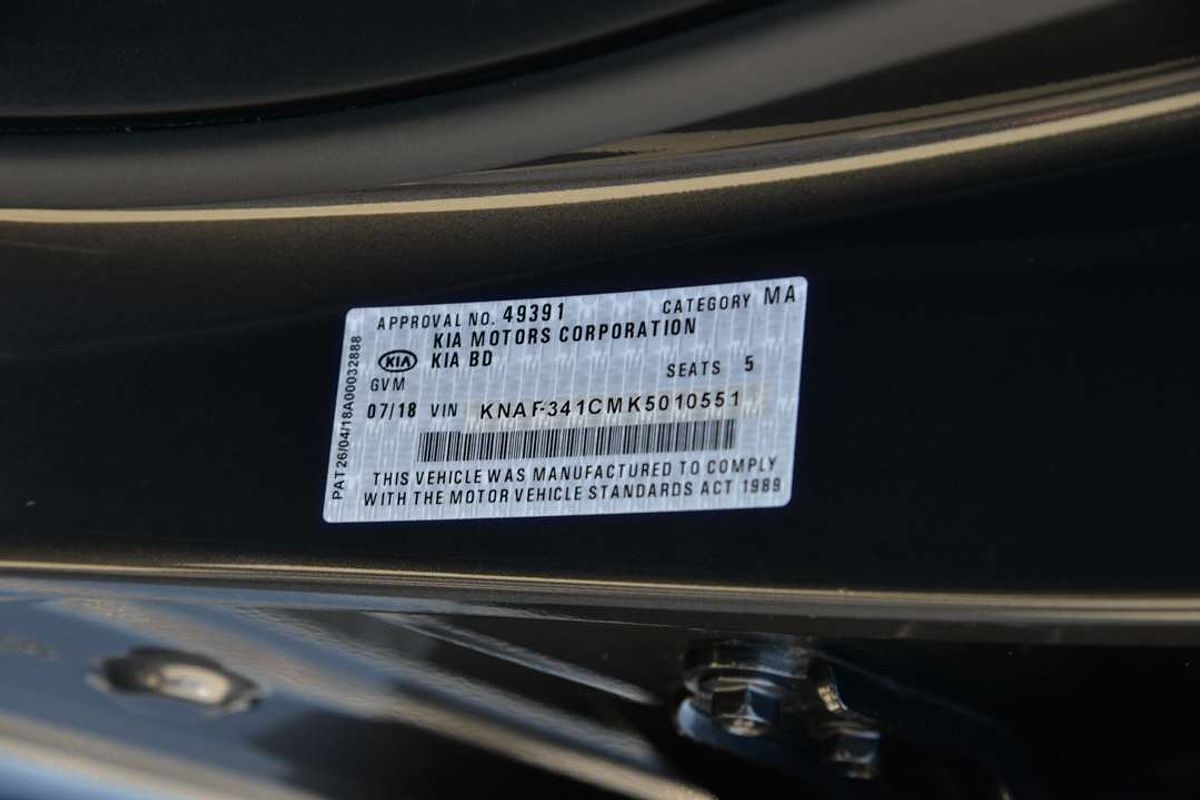 APPROVAL NO. 49391 CATEGORY MA
KIA MOTORS CORPORATION
KIA KIA BD
GVM SEATS 5
07/18 VIN KNAF341CMK5010551
THIS VEHICLE WAS MANUFACTURED TO COMPLY
WITH THE MOTOR VEHICLE STANDARDS ACT 1989
PAT26/04/18A00032888